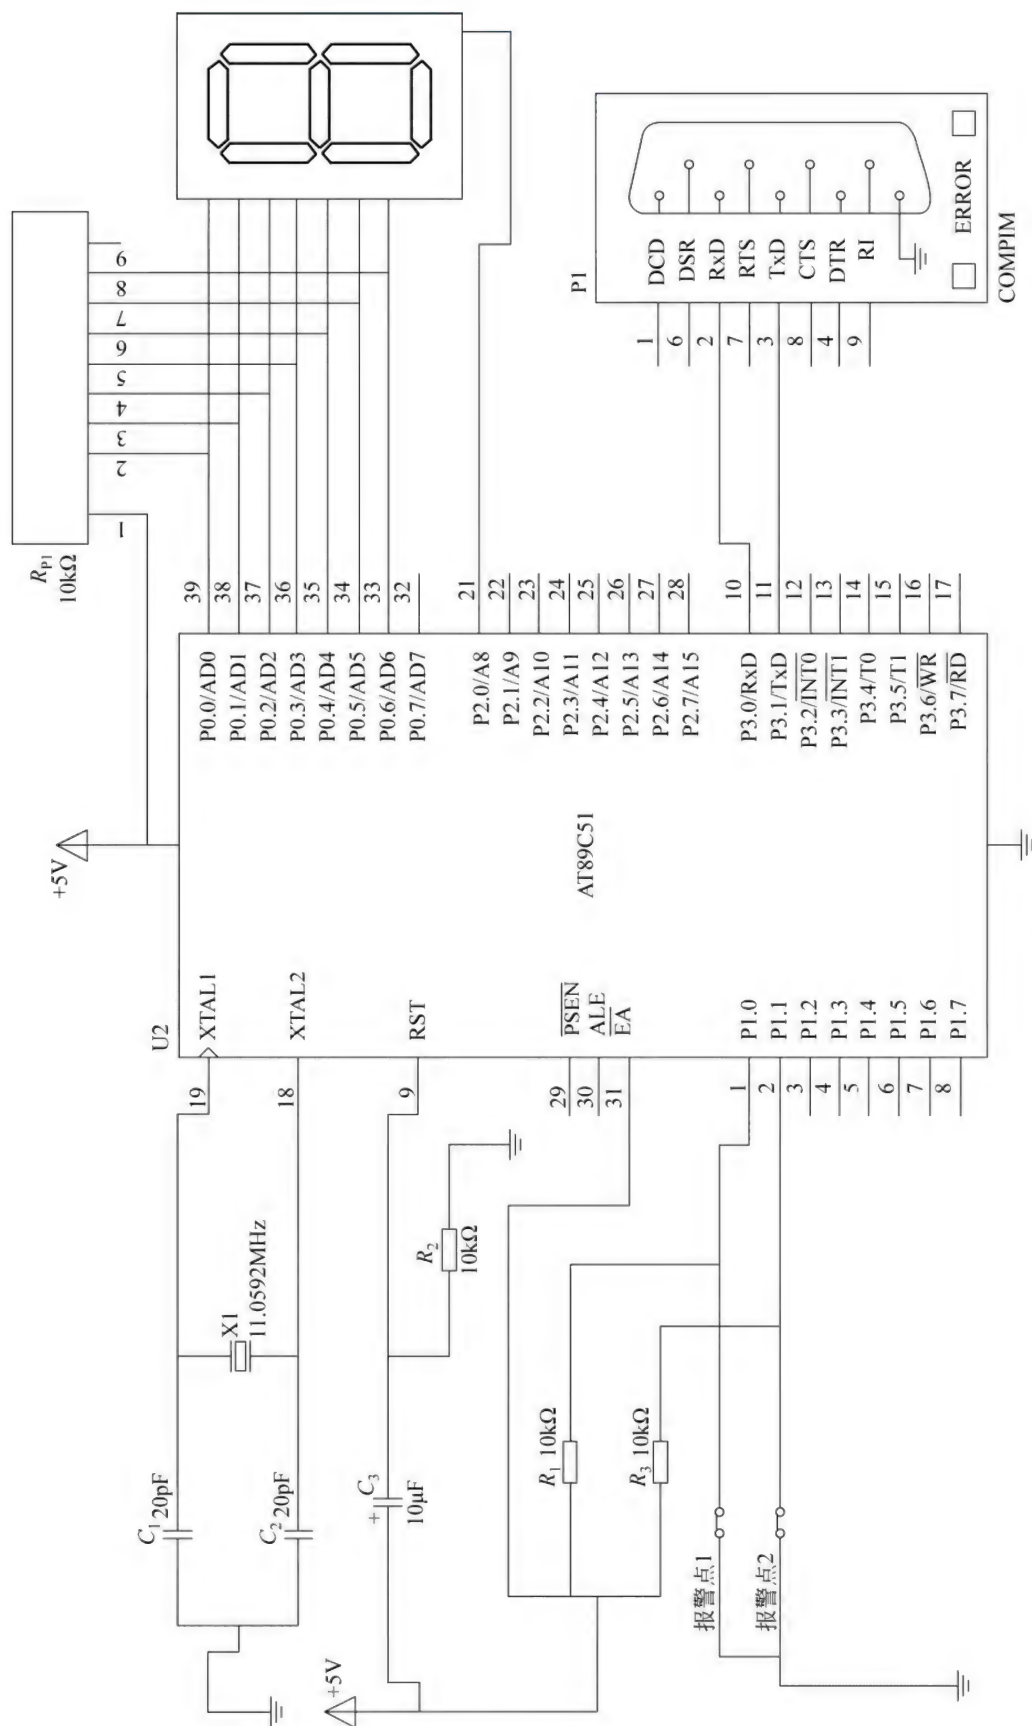 U2
XTAL1
XTAL2
RST
PSEN
ALE
EA
P1.0
P1.1
P1.2
P1.3
P1.4
P1.5
P1.6
P1.7
19
18
9
29
30
31
1
2
3
4
5
6
7
8
AT89C51
P0.0/AD0
P0.1/AD1
P0.2/AD2
P0.3/AD3
P0.4/AD4
P0.5/AD5
P0.6/AD6
P0.7/AD7
P2.0/A8
P2.1/A9
P2.2/A10
P2.3/A11
P2.4/A12
P2.5/A13
P2.6/A14
P2.7/A15
P3.0/RxD
P3.1/TxD
P3.2/INT0
P3.3/INT1
P3.4/T0
P3.5/T1
P3.6/WR
P3.7/RD
39
38
37
36
35
34
33
32
21
22
23
24
25
26
27
28
10
11
12
13
14
15
16
17
C1
20pF
C2
20pF
X1
11.0592MHz
C3
+
10μF
R2
10kΩ
+5V
R1 10kΩ
R3 10kΩ
报警点1
报警点2
+5V
RP1
10kΩ
1
2
3
4
5
6
7
8
9
P1
1
6
2
7
3
8
4
9
DCD
DSR
RxD
RTS
TxD
CTS
DTR
RI
ERROR
COMPIM